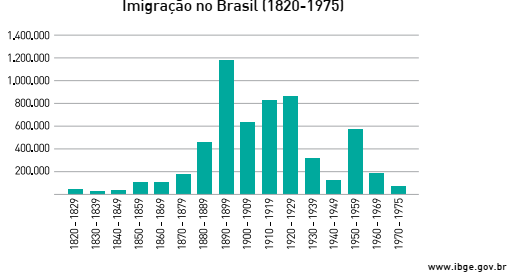 Imigração no Brasil (1820-1975)
1.400.000
1.200.000
1.000.000
800.000
600.000
400.000
200.000
1820 - 1829
1830 - 1839
1840 - 1849
1850 - 1859
1860 - 1869
1870 - 1879
1880 - 1889
1890 - 1899
1900 - 1909
1910 - 1919
1920 - 1929
1930 - 1939
1940 - 1949
1950 - 1959
1960 - 1969
1970 - 1975
www.ibge.gov.br